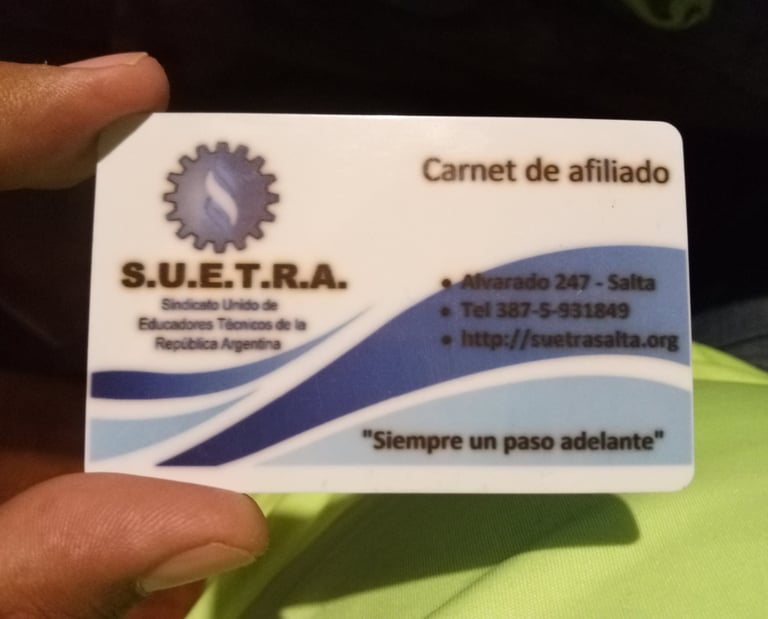 Carnet de afiliado
S.U.E.T.R.A.
Sindicato Unido de
Educadores Técnicos de la
República Argentina
• Alvarado 247 - Salta
• Tel 387-5-931849
• http://suetrasalta.org
"Siempre un paso adelante"